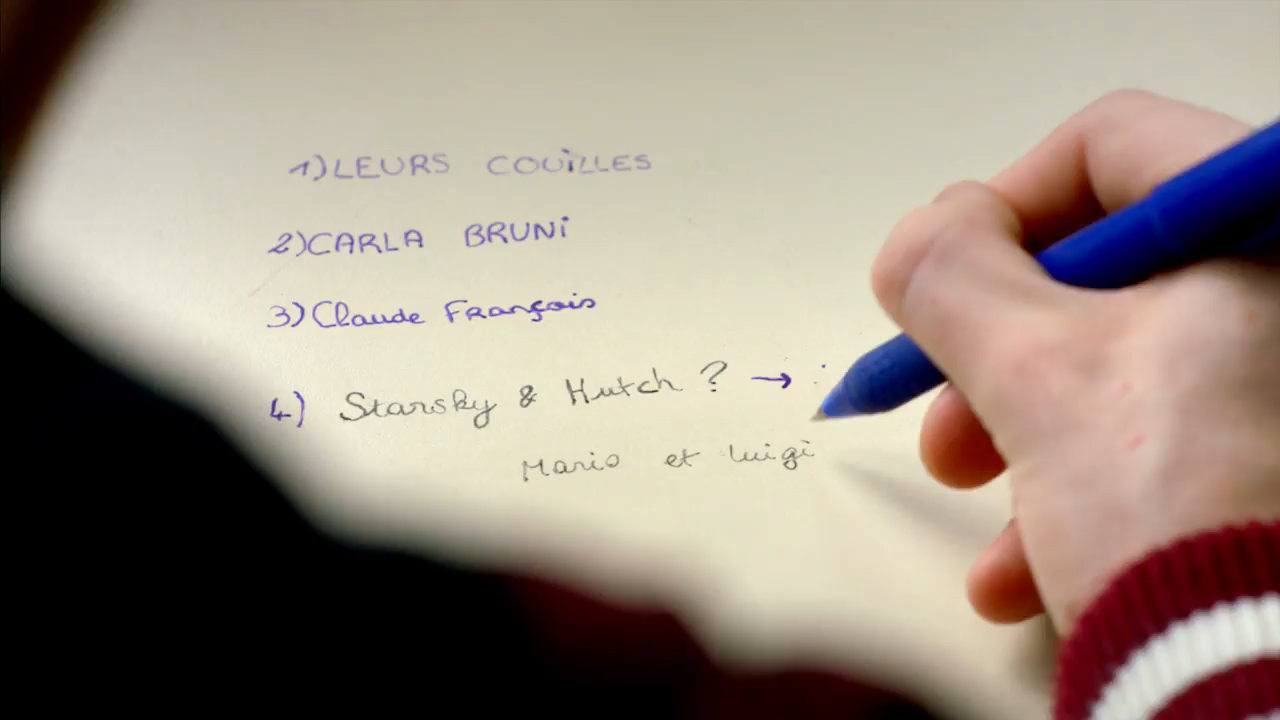 1) LEURS COUiLLES
2) CARLA BRUNi
3) Claude François
4) Starsky & Hutch ? → :
Mario et Luigi